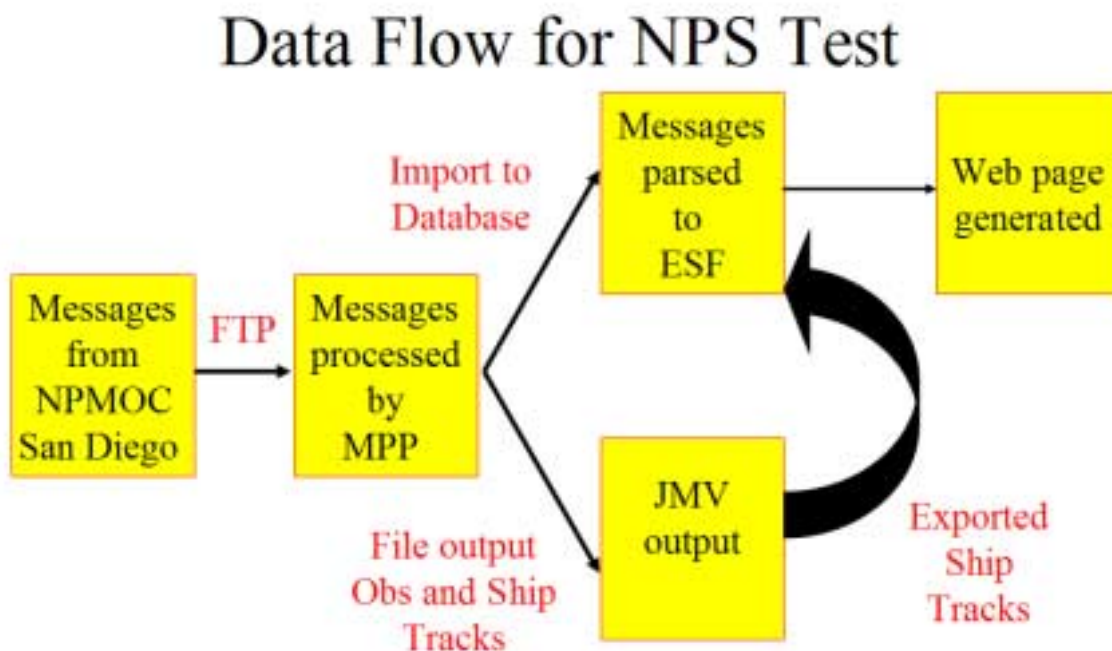 Data Flow for NPS Test
Messages
from
NPMOC
San Diego
FTP
Messages
processed
by
MPP
Import to
Database
Messages
parsed
to
ESF
Web page
generated
File output
Obs and Ship
Tracks
JMV
output
Exported
Ship
Tracks